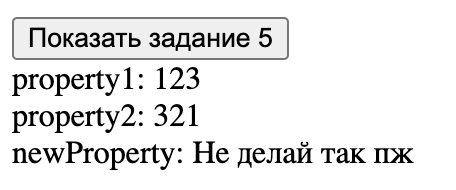 Показать задание 5
property1: 123
property2: 321
newProperty: Не делай так пж